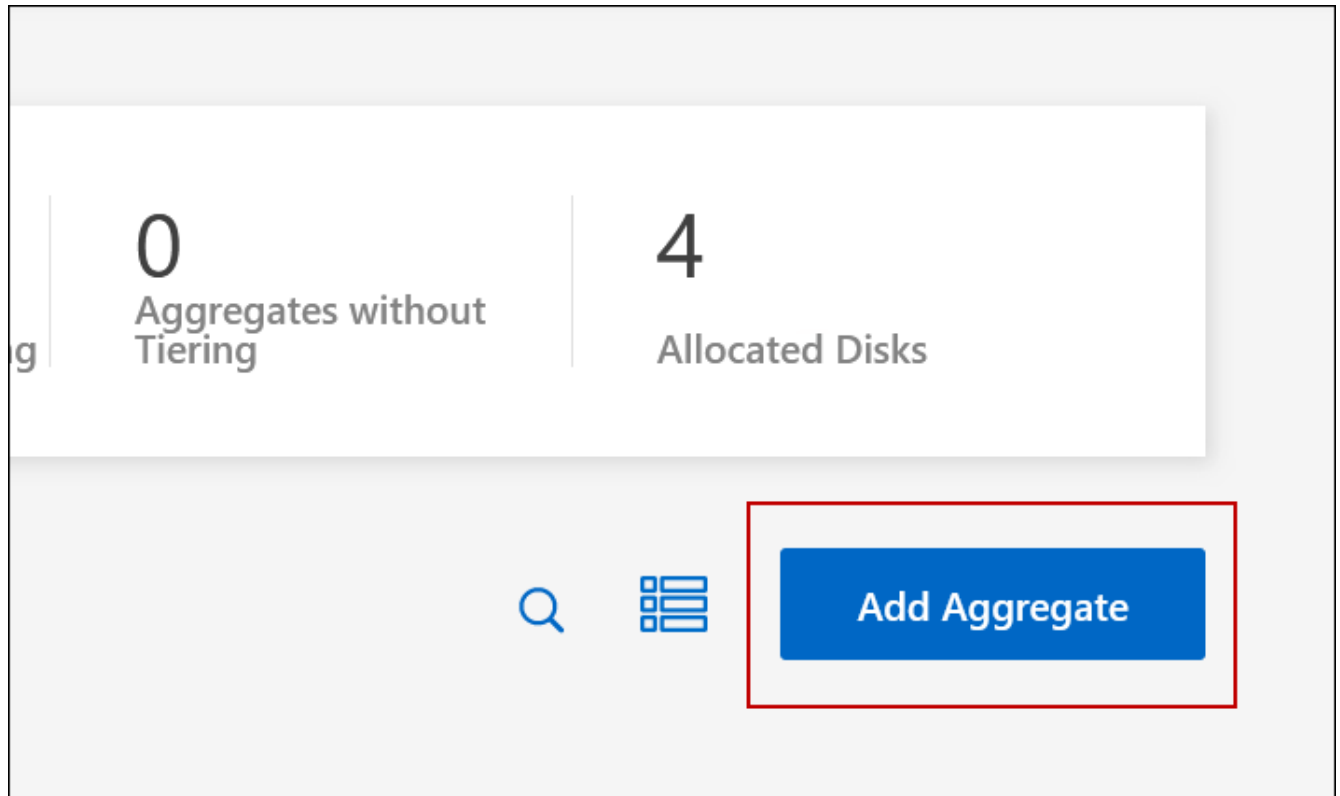 0
Aggregates without
Tiering
4
Allocated Disks
Add Aggregate